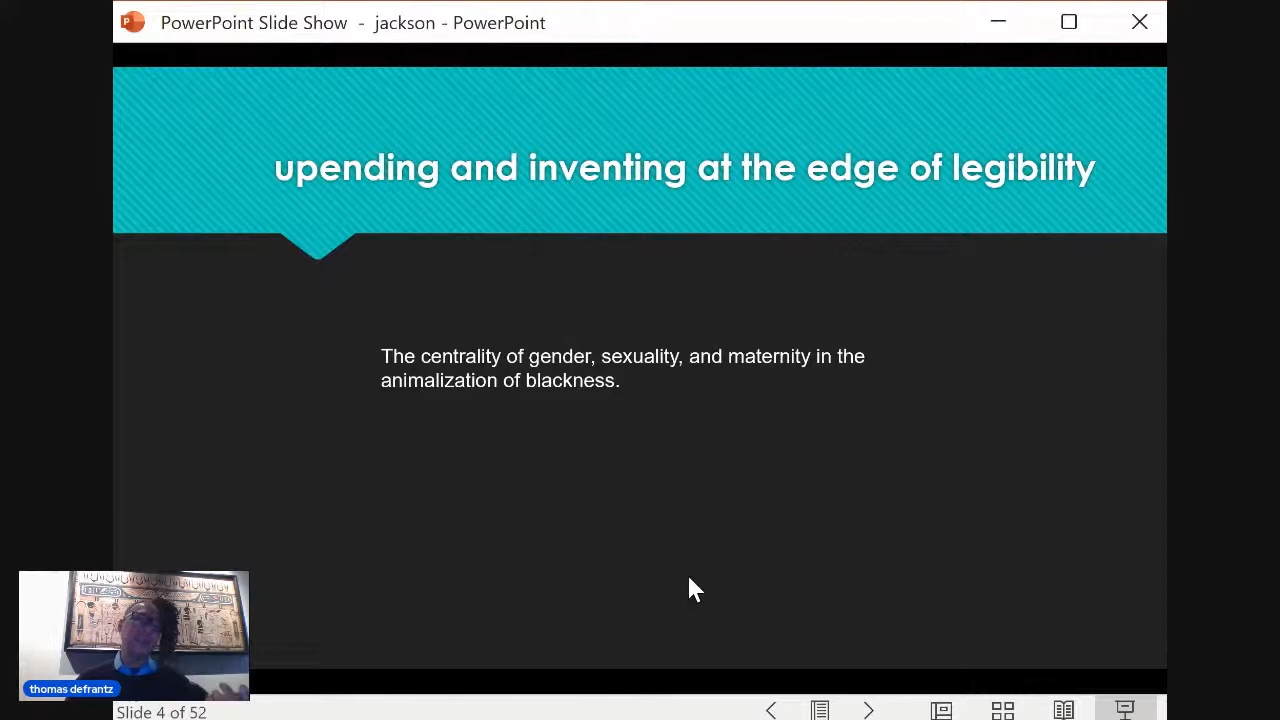 PowerPoint Slide Show - jackson - PowerPoint
upending and inventing at the edge of legibility
The centrality of gender, sexuality, and maternity in the
animalization of blackness.
thomas defrantz
Slide 4 of 52